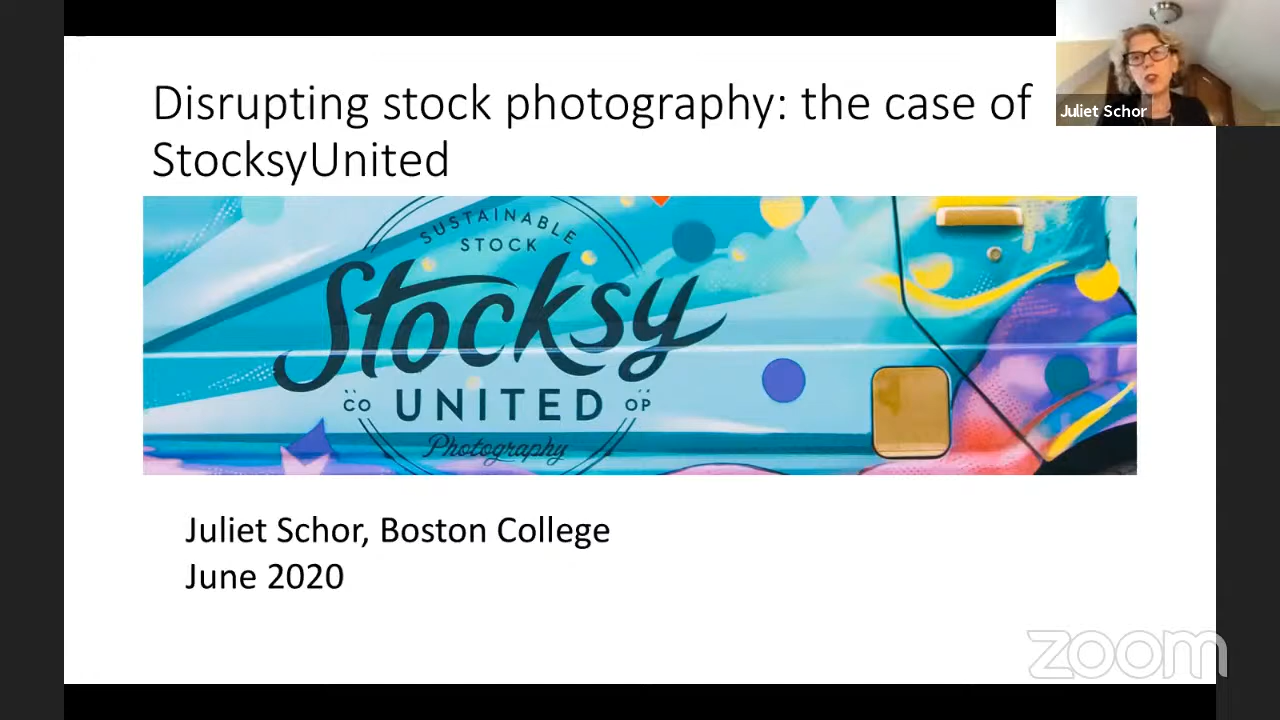 Disrupting stock photography: the case of
StocksyUnited
Juliet Schor
SUSTAINABLE
STOCK
Stocksy
CO UNITED OP
Photography
Juliet Schor, Boston College
June 2020
zoom